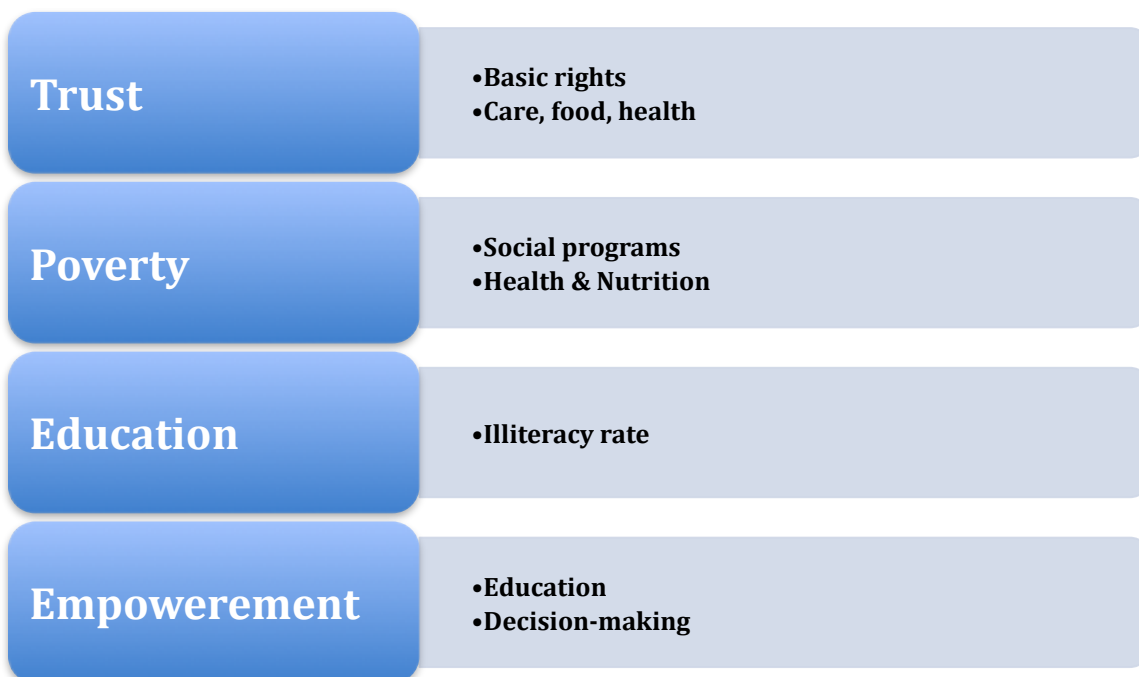 Trust
•Basic rights
•Care, food, health
Poverty
•Social programs
•Health & Nutrition
Education
•Illiteracy rate
Empowerement
•Education
•Decision-making